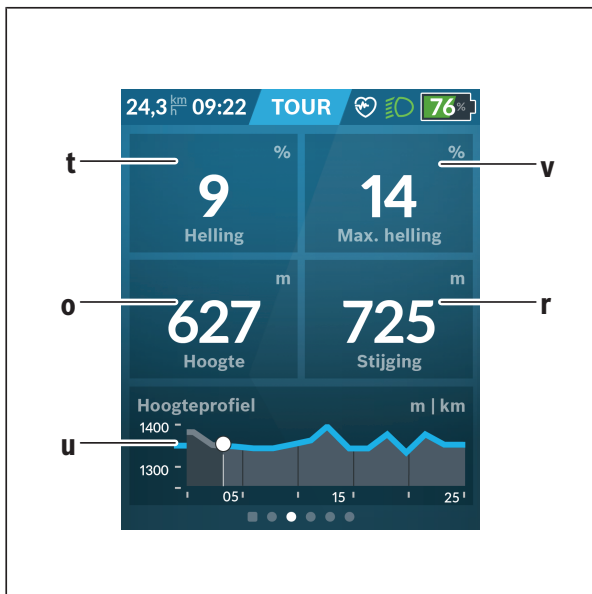 24,3 km/h 09:22 TOUR 76%
t % % v
9 14
Helling Max. helling
o m m r
627 725
Hoogte Stijging
Hoogteprofiel m | km
1400
u
1300
05 15 25